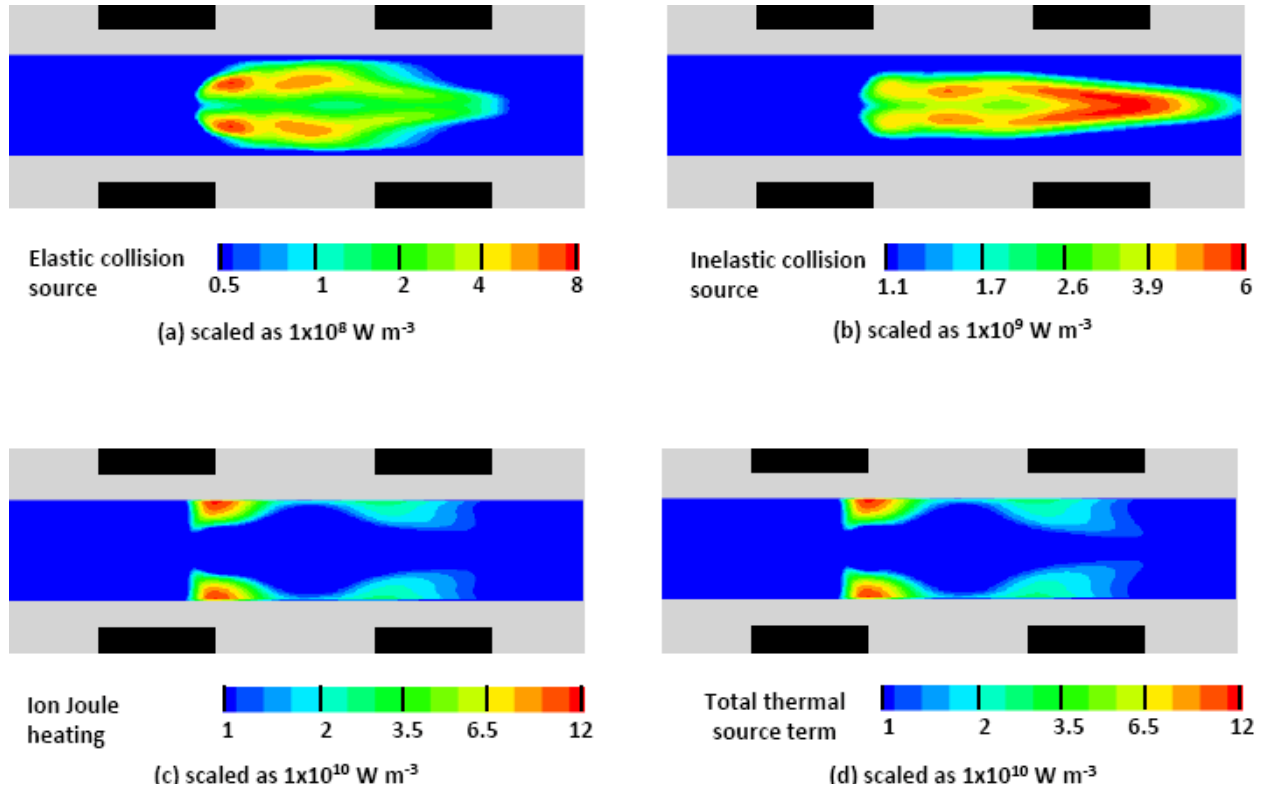 Elastic collision
source
0.5 1 2 4 8
(a) scaled as 1x10⁸ W m⁻³
Inelastic collision
source
1.1 1.7 2.6 3.9 6
(b) scaled as 1x10⁹ W m⁻³
Ion Joule
heating
1 2 3.5 6.5 12
(c) scaled as 1x10¹⁰ W m⁻³
Total thermal
source term
1 2 3.5 6.5 12
(d) scaled as 1x10¹⁰ W m⁻³